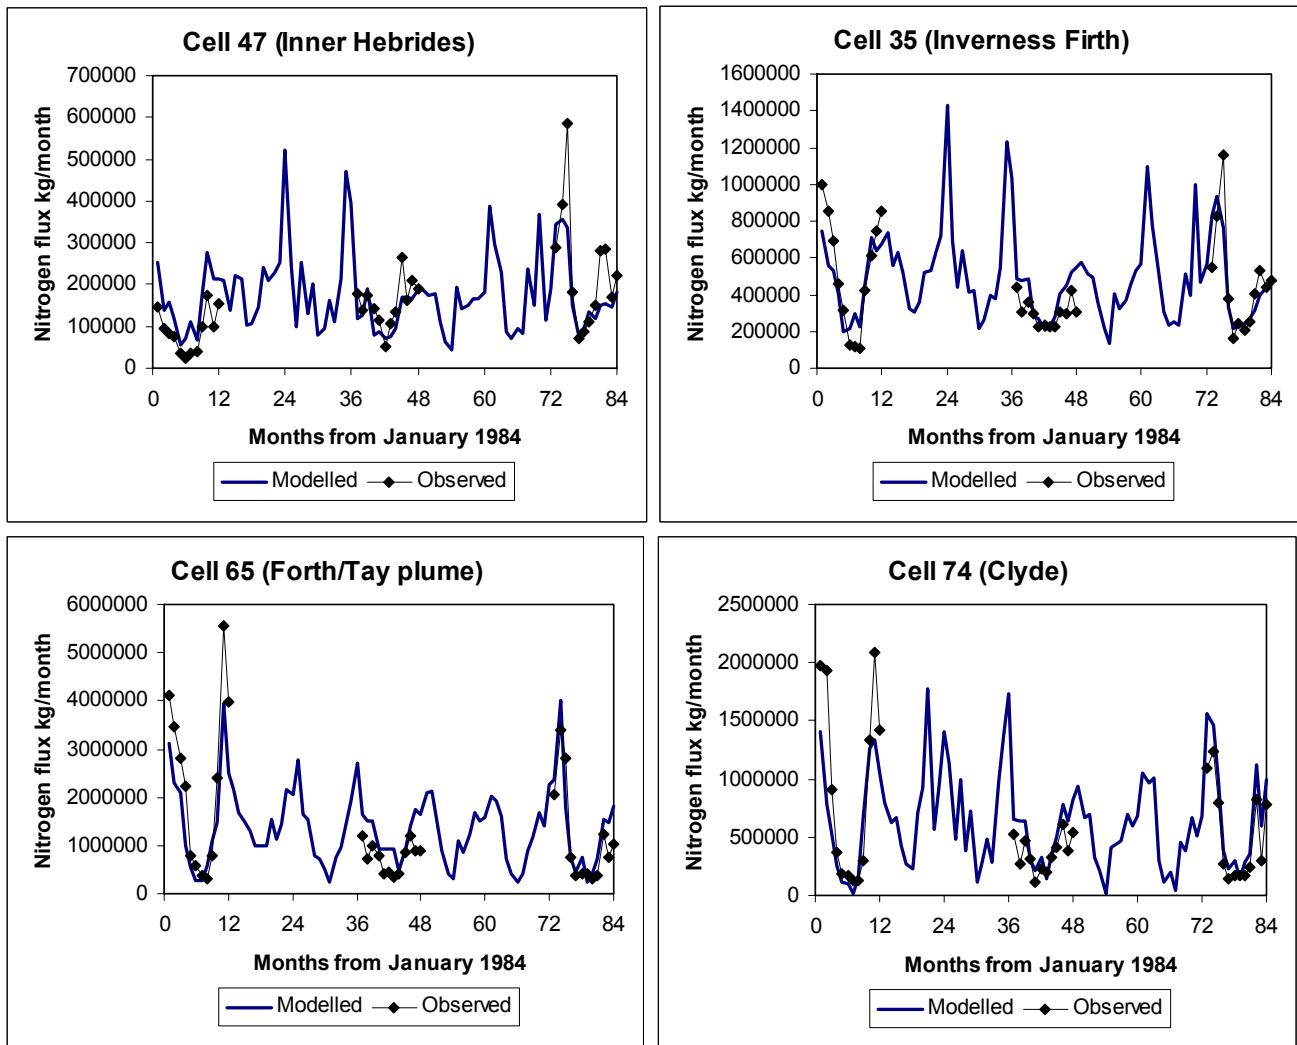 Cell 47 (Inner Hebrides)
Nitrogen flux kg/month
700000
600000
500000
400000
300000
200000
100000
0
0 12 24 36 48 60 72 84
Months from January 1984
Modelled Observed
Cell 35 (Inverness Firth)
Nitrogen flux kg/month
1600000
1400000
1200000
1000000
800000
600000
400000
200000
0
0 12 24 36 48 60 72 84
Months from January 1984
Modelled Observed
Cell 65 (Forth/Tay plume)
Nitrogen flux kg/month
6000000
5000000
4000000
3000000
2000000
1000000
0
0 12 24 36 48 60 72 84
Months from January 1984
Modelled Observed
Cell 74 (Clyde)
Nitrogen flux kg/month
2500000
2000000
1500000
1000000
500000
0
0 12 24 36 48 60 72 84
Months from January 1984
Modelled Observed